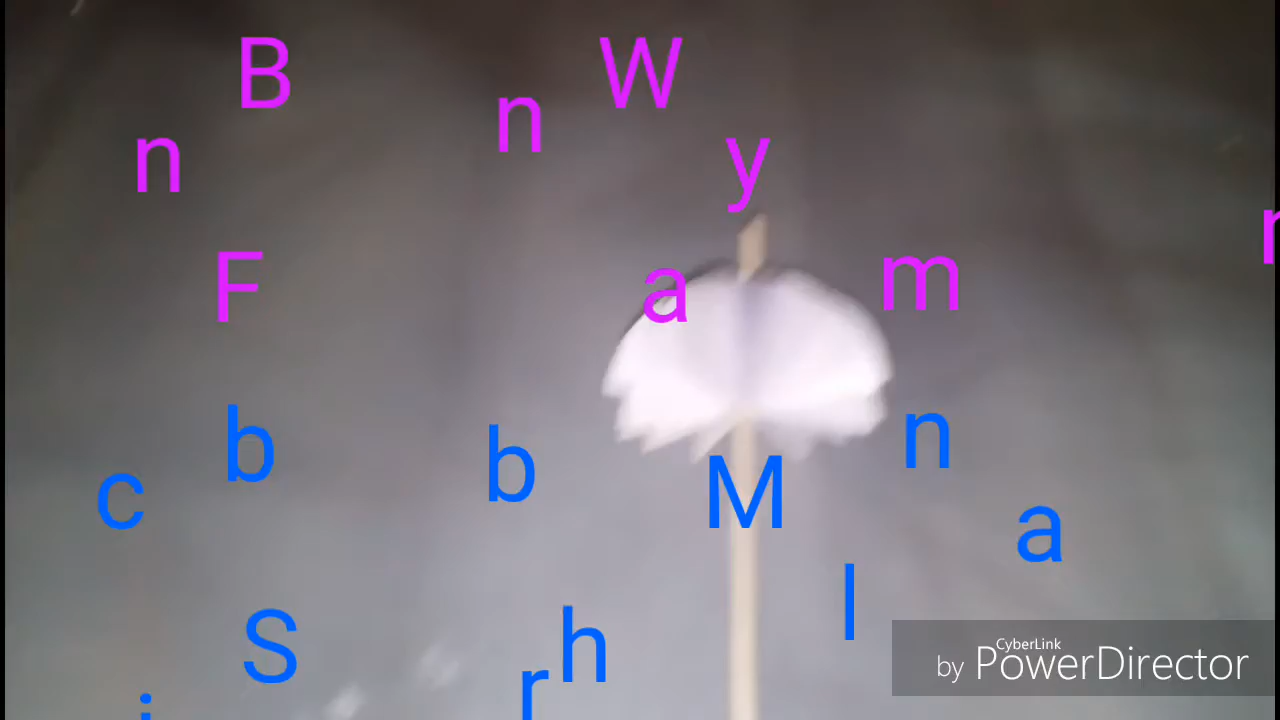 B n W
n y
F a m
b b M n
c a
S h l
r
CyberLink
by PowerDirector